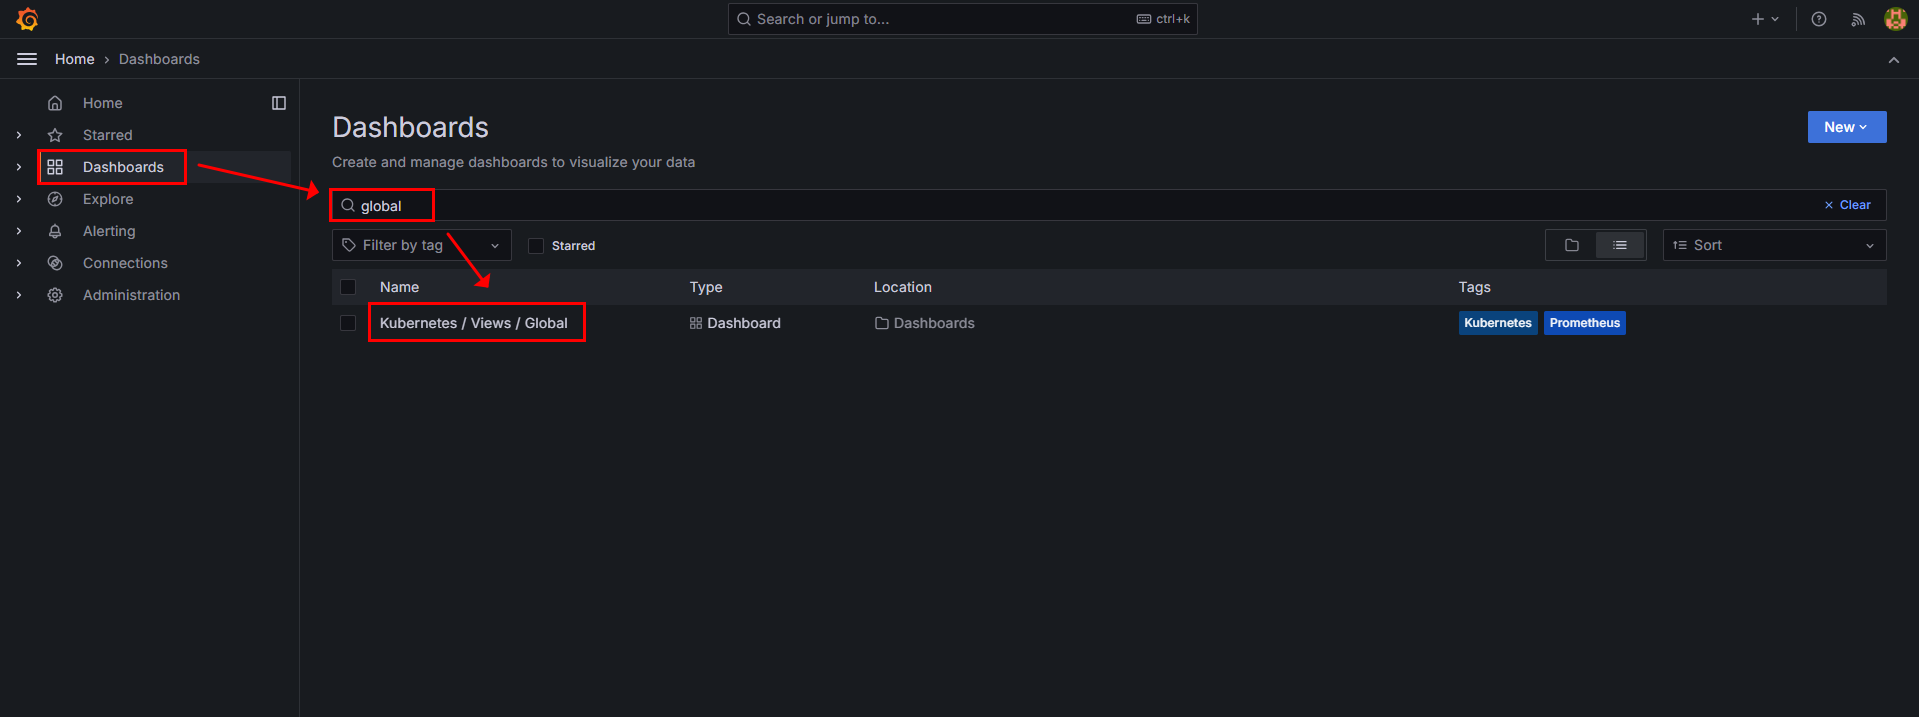 Search or jump to...
ctrl+k
Home › Dashboards
Home
Starred
Dashboards
Explore
Alerting
Connections
Administration
Dashboards
New
Create and manage dashboards to visualize your data
global
Clear
Filter by tag
Starred
Sort
Name Type Location Tags
Kubernetes / Views / Global Dashboard Dashboards Kubernetes Prometheus